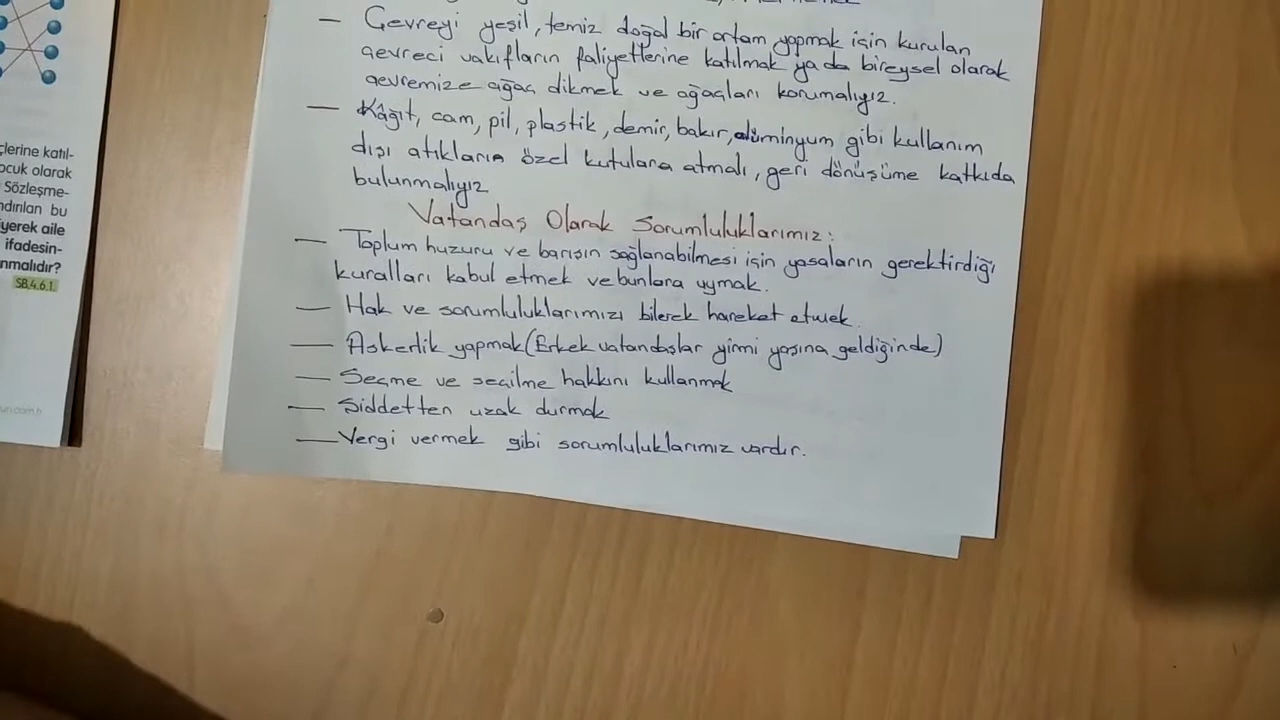 çlerine katıl-
ocuk olarak
Sözleşme-
ndırılan bu
yerek aile
ifadesin-
nmalıdır?
SB.4.6.1.
— Çevreyi yeşil, temiz doğal bir ortam yapmak için kurulan
çevreci vakıfların faliyetlerine katılmak ya da bireysel olarak
çevremize ağaç dikmek ve ağaçları korumalıyız.
— Kâğıt, cam, pil, plastik, demir, bakır, alüminyum gibi kullanım
dışı atıkların özel kutulara atmalı, geri dönüşüme katkıda
bulunmalıyız
Vatandaş Olarak Sorumluluklarımız:
— Toplum huzuru ve barışın sağlanabilmesi için yasaların gerektirdiği
kuralları kabul etmek ve bunlara uymak.
— Hak ve sorumluluklarımızı bilerek hareket etmek.
— Askerlik yapmak (Erkek vatandaşlar yirmi yaşına geldiğinde)
— Seçme ve seçilme hakkını kullanmak
— Şiddetten uzak durmak
— Vergi vermek gibi sorumluluklarımız vardır.